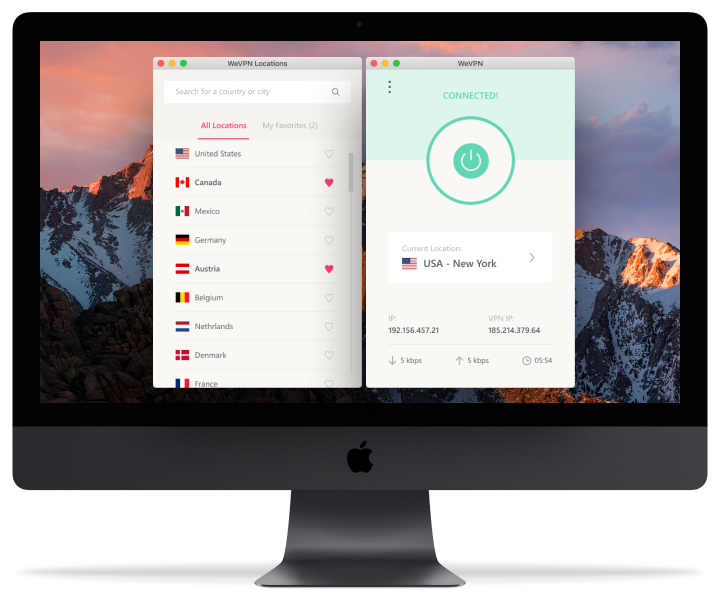 WeVPN Locations
Search for a country or city
All Locations
My Favorites (2)
United States
Canada
Mexico
Germany
Austria
Belgium
Nethrlands
Denmark
France
WeVPN
CONNECTED!
Current Location:
USA - New York
IP:
192.156.457.21
VPN IP:
185.214.379.64
5 kbps
5 kbps
05:54